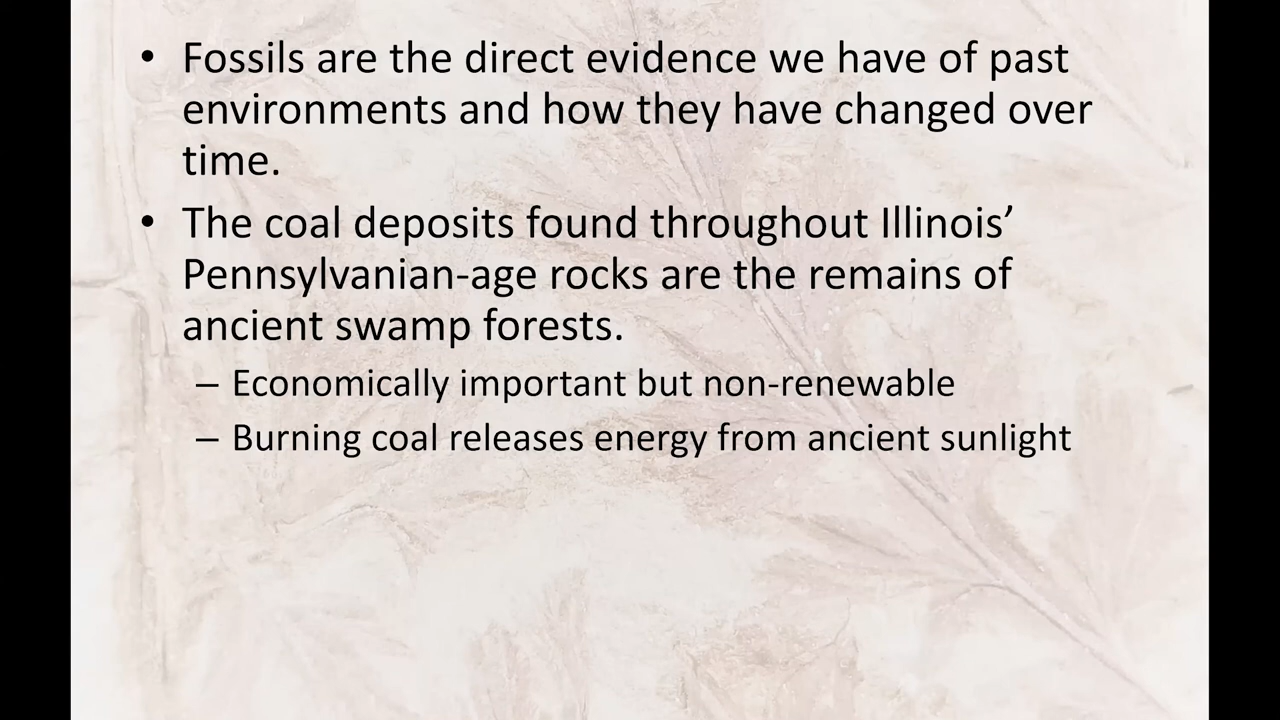 • Fossils are the direct evidence we have of past
environments and how they have changed over
time.
• The coal deposits found throughout Illinois’
Pennsylvanian-age rocks are the remains of
ancient swamp forests.
– Economically important but non-renewable
– Burning coal releases energy from ancient sunlight